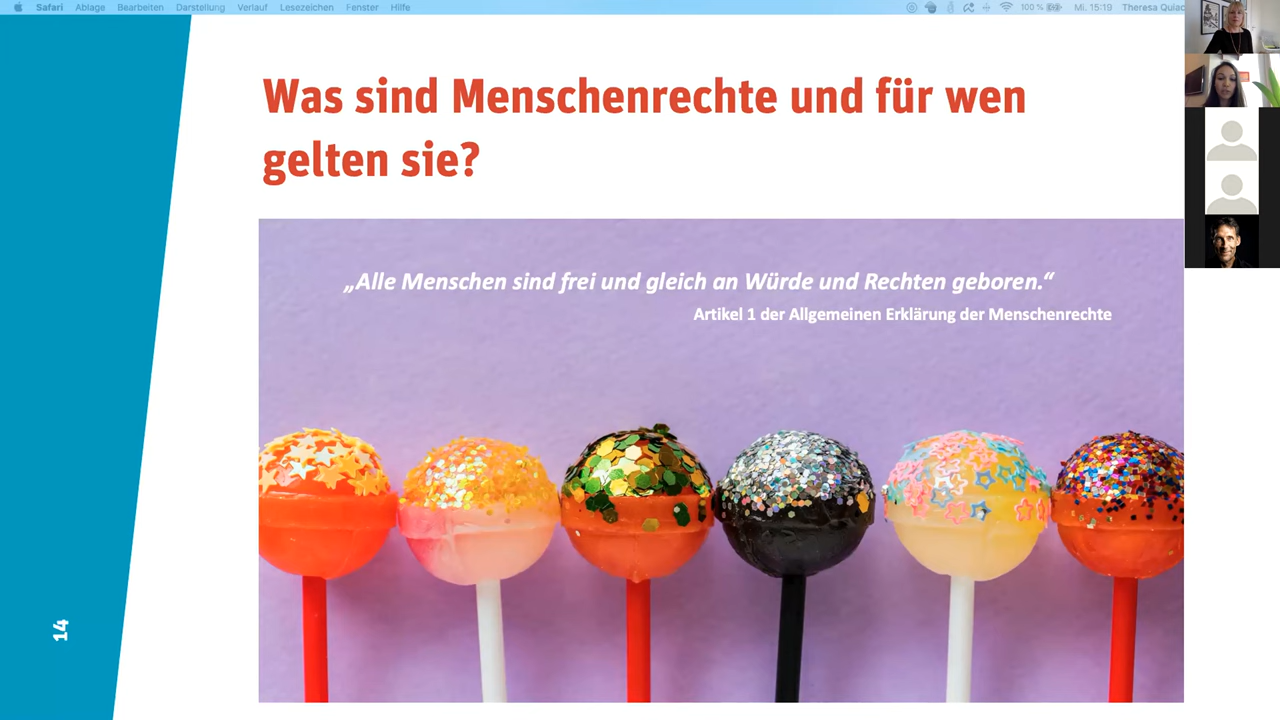 Safari Ablage Bearbeiten Darstellung Verlauf Lesezeichen Fenster Hilfe 100 % Mi. 15:19 Theresa
Was sind Menschenrechte und für wen
gelten sie?
„Alle Menschen sind frei und gleich an Würde und Rechten geboren.“
Artikel 1 der Allgemeinen Erklärung der Menschenrechte
14